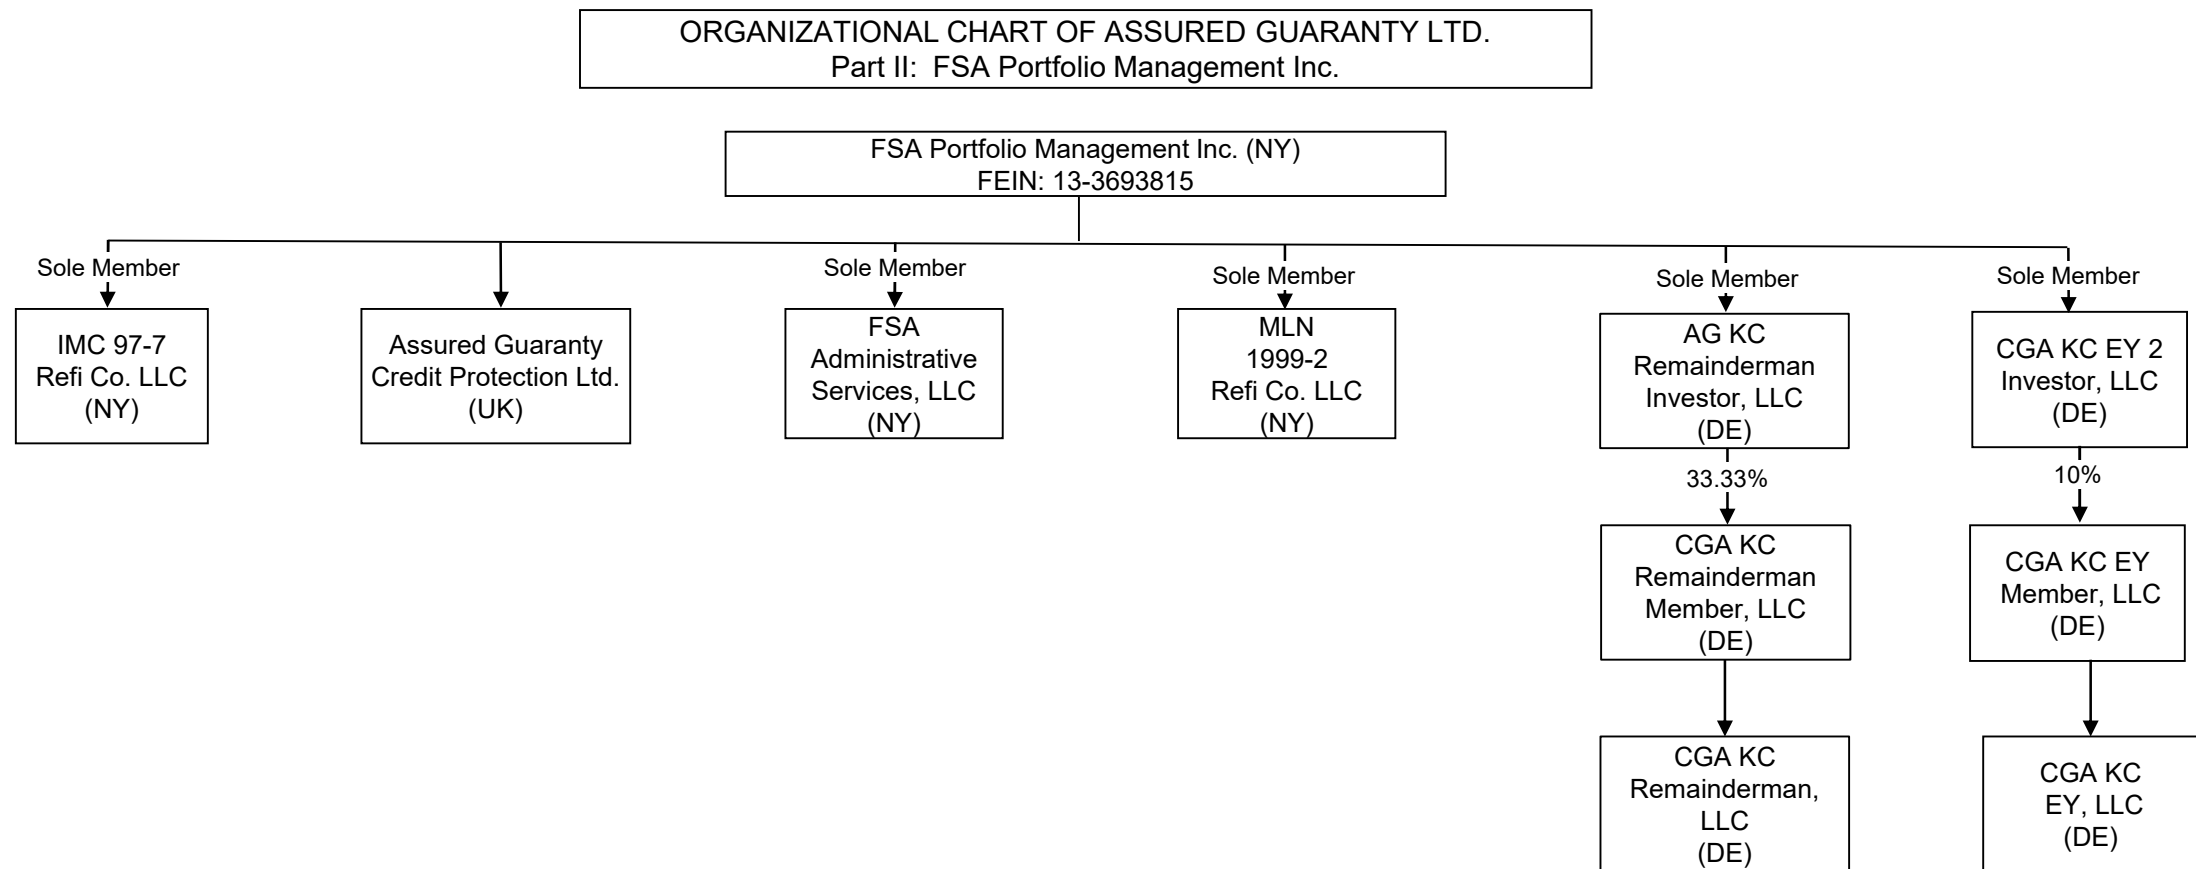 ORGANIZATIONAL CHART OF ASSURED GUARANTY LTD.
Part II: FSA Portfolio Management Inc.
FSA Portfolio Management Inc. (NY)
FEIN: 13-3693815
Sole Member
IMC 97-7
Refi Co. LLC
(NY)
Assured Guaranty
Credit Protection Ltd.
(UK)
Sole Member
FSA
Administrative
Services, LLC
(NY)
Sole Member
MLN
1999-2
Refi Co. LLC
(NY)
Sole Member
AG KC
Remainderman
Investor, LLC
(DE)
33.33%
CGA KC
Remainderman
Member, LLC
(DE)
CGA KC
Remainderman,
LLC
(DE)
Sole Member
CGA KC EY 2
Investor, LLC
(DE)
10%
CGA KC EY
Member, LLC
(DE)
CGA KC
EY, LLC
(DE)